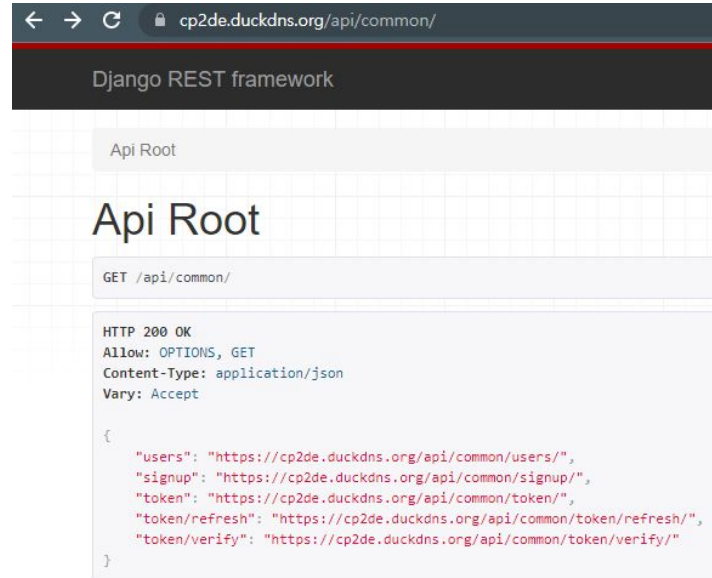 cp2de.duckdns.org/api/common/
Django REST framework
Api Root
Api Root
GET /api/common/
HTTP 200 OK
Allow: OPTIONS, GET
Content-Type: application/json
Vary: Accept
{
"users": "https://cp2de.duckdns.org/api/common/users/",
"signup": "https://cp2de.duckdns.org/api/common/signup/",
"token": "https://cp2de.duckdns.org/api/common/token/",
"token/refresh": "https://cp2de.duckdns.org/api/common/token/refresh/",
"token/verify": "https://cp2de.duckdns.org/api/common/token/verify/"
}